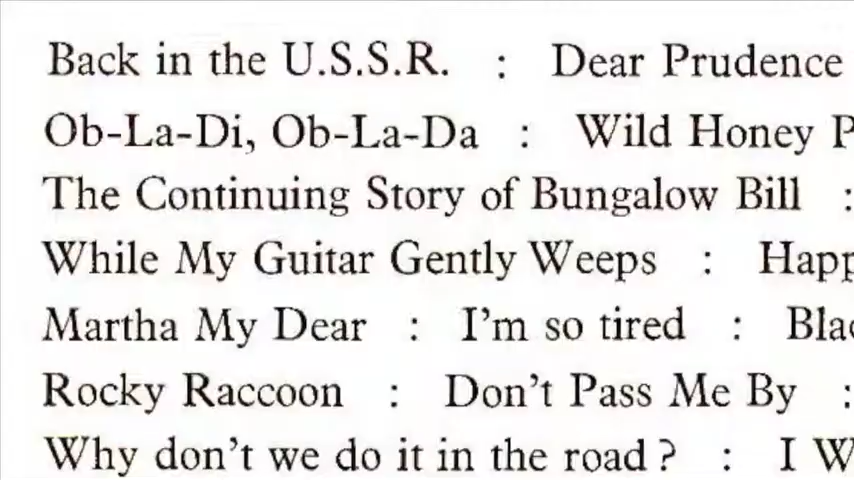 Back in the U.S.S.R. : Dear Prudence
Ob-La-Di, Ob-La-Da : Wild Honey P
The Continuing Story of Bungalow Bill :
While My Guitar Gently Weeps : Happ
Martha My Dear : I'm so tired : Blac
Rocky Raccoon : Don't Pass Me By :
Why don't we do it in the road? : I W